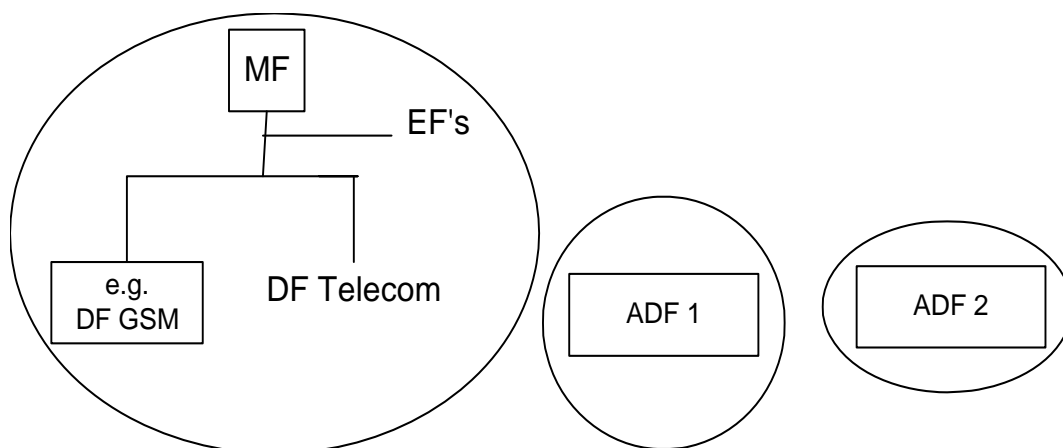 MF
EF's
e.g.
DF GSM
DF Telecom
ADF 1
ADF 2